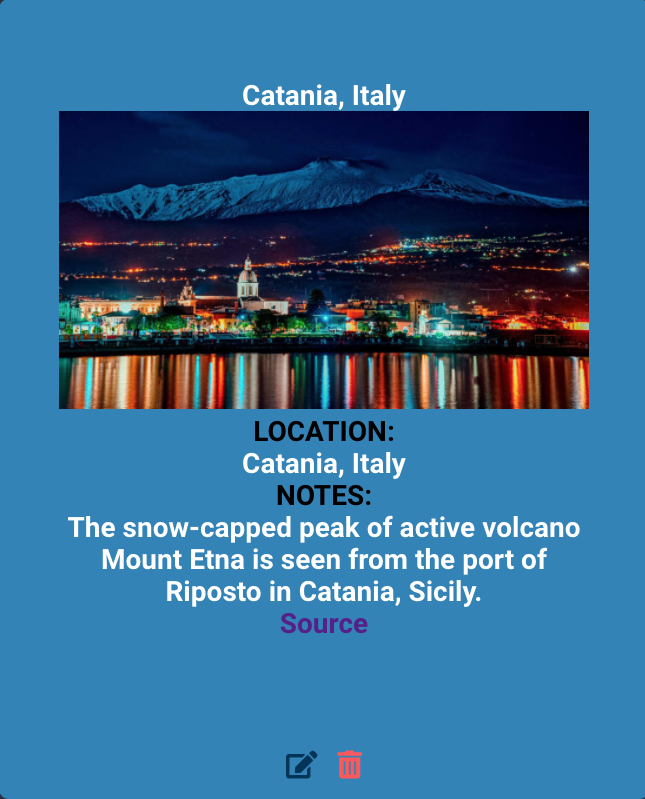 Catania, Italy
LOCATION:
Catania, Italy
NOTES:
The snow-capped peak of active volcano
Mount Etna is seen from the port of
Riposto in Catania, Sicily.
Source